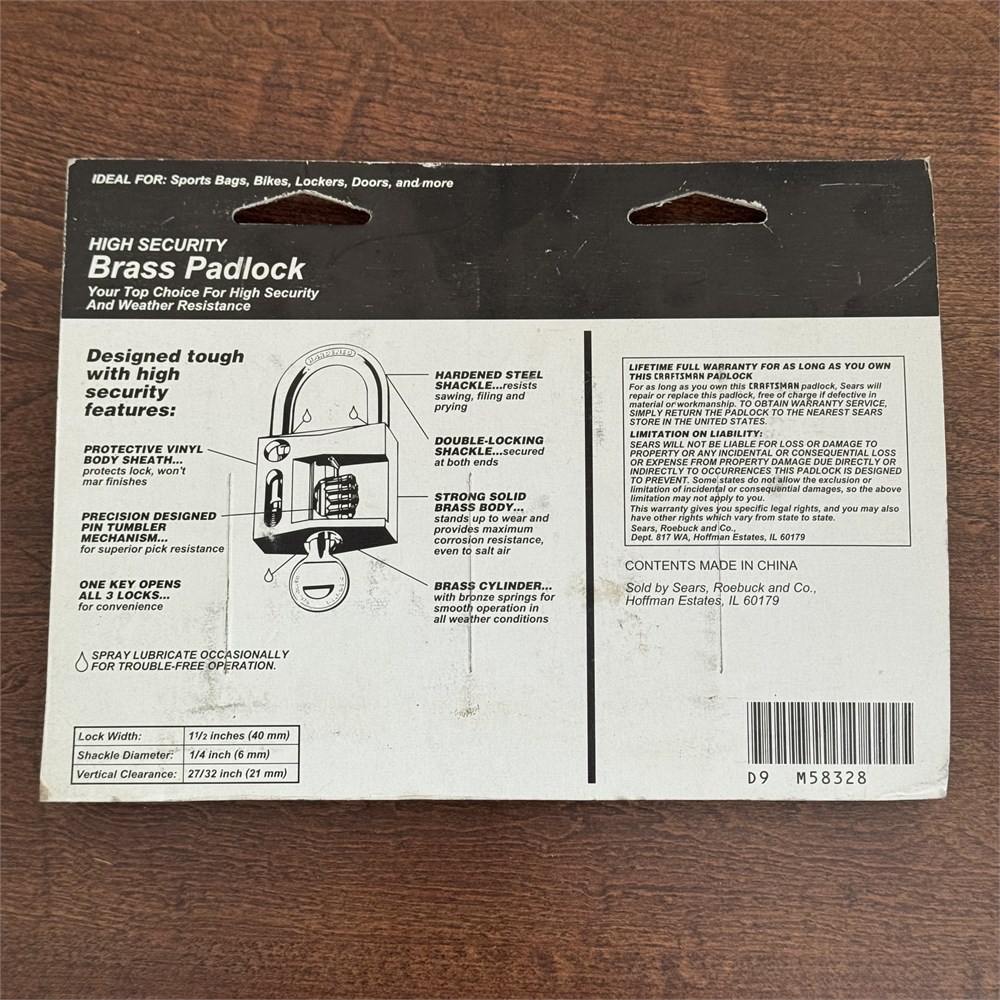 IDEAL FOR: Sports Bags, Bikes, Lockers, Doors, and more
HIGH SECURITY
Brass Padlock
Your Top Choice For High Security
And Weather Resistance
Designed tough
with high
security
features:
PROTECTIVE VINYL
BODY SHEATH...
protects lock, won't
mar finishes
PRECISION DESIGNED
PIN TUMBLER
MECHANISM...
for superior pick resistance
ONE KEY OPENS
ALL 3 LOCKS...
for convenience
SPRAY LUBRICATE OCCASIONALLY
FOR TROUBLE-FREE OPERATION.
HARDENED
HARDENED STEEL
SHACKLE...resists
sawing, filing and
prying
DOUBLE-LOCKING
SHACKLE...secured
at both ends
STRONG SOLID
BRASS BODY...
stands up to wear and
provides maximum
corrosion resistance,
even to salt air
BRASS CYLINDER...
with bronze springs for
smooth operation in
all weather conditions
Lock Width: 1 1/2 inches (40 mm)
Shackle Diameter: 1/4 inch (6 mm)
Vertical Clearance: 27/32 inch (21 mm)
LIFETIME FULL WARRANTY FOR AS LONG AS YOU OWN
THIS CRAFTSMAN PADLOCK
For as long as you own this CRAFTSMAN padlock, Sears will
repair or replace this padlock, free of charge if defective in
material or workmanship. TO OBTAIN WARRANTY SERVICE,
SIMPLY RETURN THE PADLOCK TO THE NEAREST SEARS
STORE IN THE UNITED STATES.
LIMITATION ON LIABILITY:
SEARS WILL NOT BE LIABLE FOR LOSS OR DAMAGE TO
PROPERTY OR ANY INCIDENTAL OR CONSEQUENTIAL LOSS
OR EXPENSE FROM PROPERTY DAMAGE DUE DIRECTLY OR
INDIRECTLY TO OCCURRENCES THIS PADLOCK IS DESIGNED
TO PREVENT. Some states do not allow the exclusion or
limitation of incidental or consequential damages, so the above
limitation may not apply to you.
This warranty gives you specific legal rights, and you may also
have other rights which vary from state to state.
Sears, Roebuck and Co.,
Dept. 817 WA, Hoffman Estates, IL 60179
CONTENTS MADE IN CHINA
Sold by Sears, Roebuck and Co.,
Hoffman Estates, IL 60179
D9 M58328